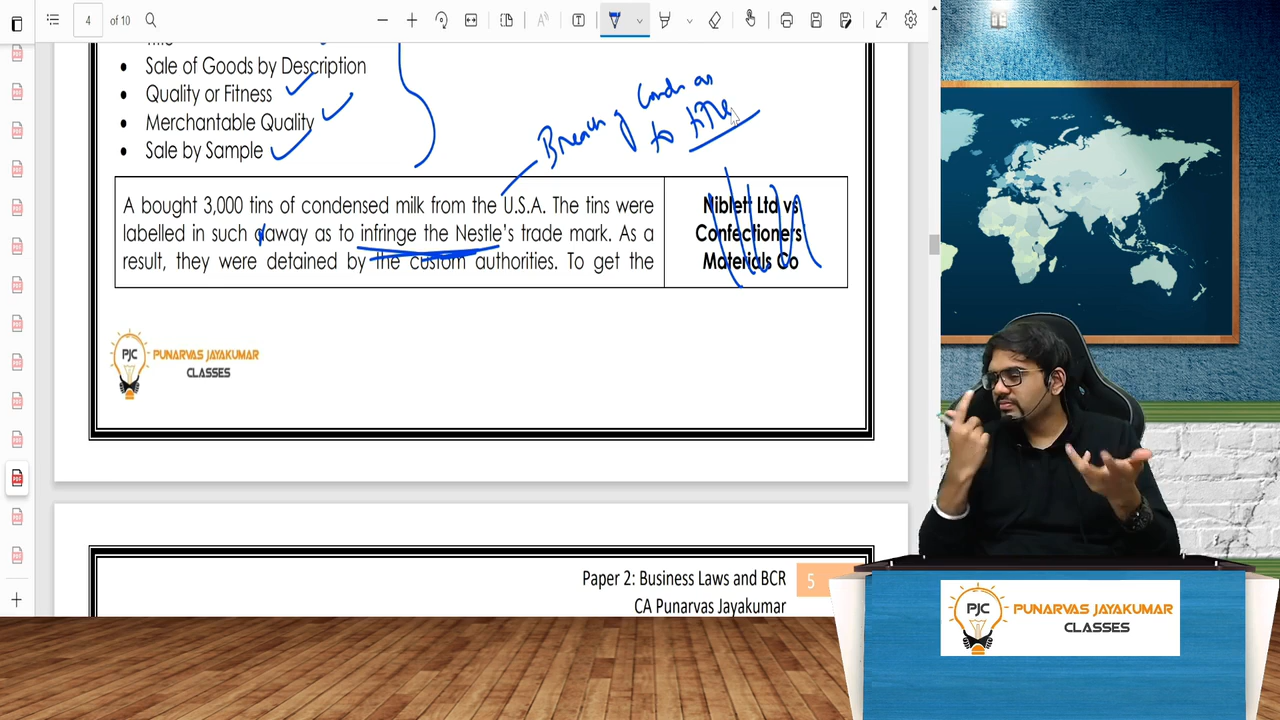 4 of 10
• Sale of Goods by Description
• Quality or Fitness
• Merchantable Quality
• Sale by Sample
Breach of Condn as
to title
A bought 3,000 tins of condensed milk from the U.S.A. The tins were
labelled in such away as to infringe the Nestle's trade mark. As a
result, they were detained by the custom authorities. To get the
Niblett Ltd vs
Confectioners
Materials Co
PJC PUNARVAS JAYAKUMAR
CLASSES
Paper 2: Business Laws and BCR 5
CA Punarvas Jayakumar
PJC PUNARVAS JAYAKUMAR
CLASSES